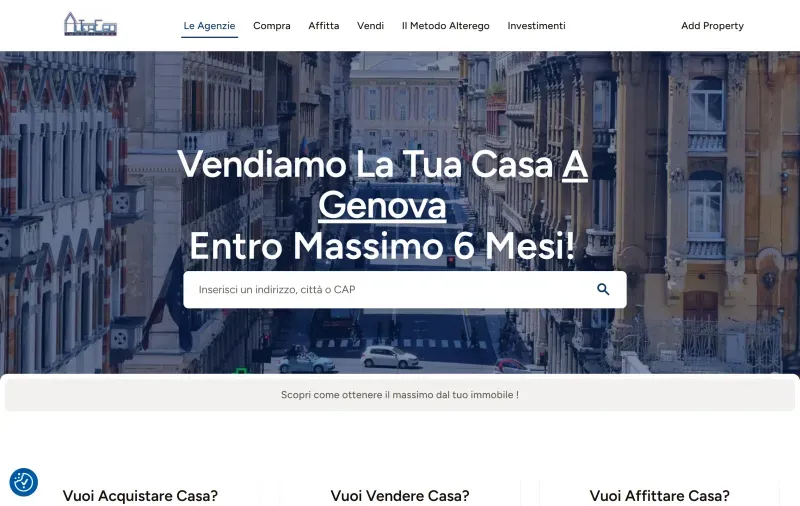 Le Agenzie
Compra
Affitta
Vendi
Il Metodo Alterego
Investimenti
Add Property
Vendiamo La Tua Casa A
Genova
Entro Massimo 6 Mesi!
Inserisci un indirizzo, città o CAP
Scopri come ottenere il massimo dal tuo immobile !
Vuoi Acquistare Casa?
Vuoi Vendere Casa?
Vuoi Affittare Casa?